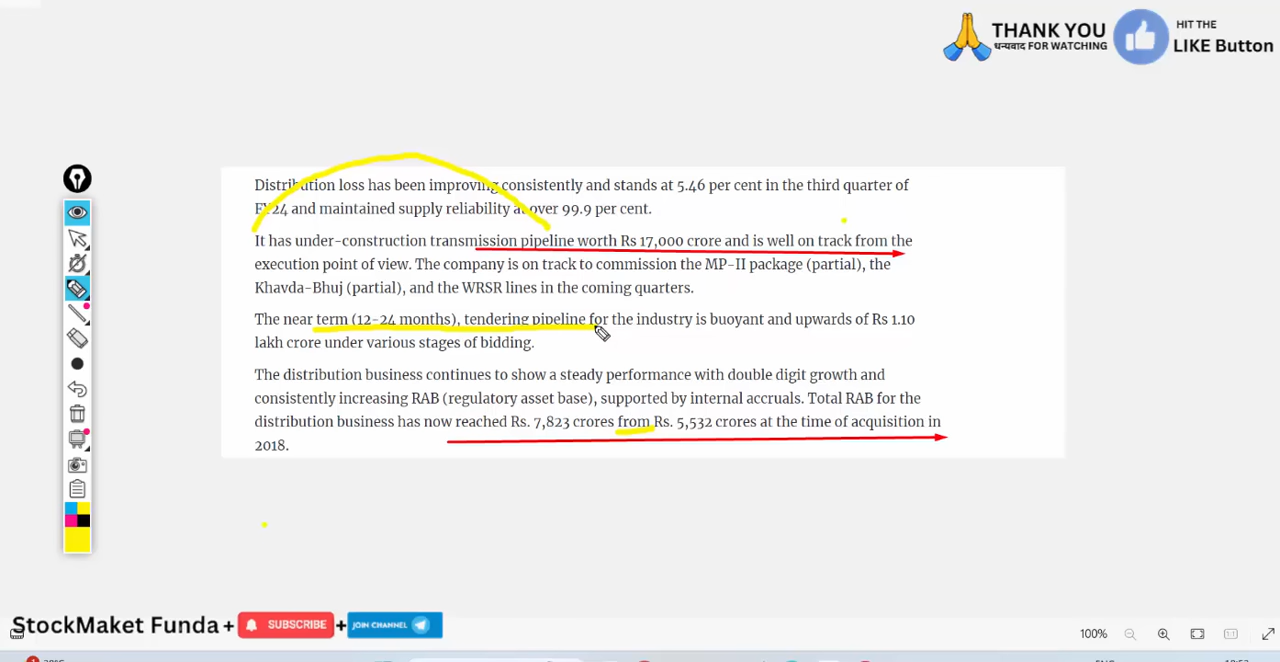 THANK YOU
धन्यवाद FOR WATCHING
HIT THE
LIKE Button
Distribution loss has been improving consistently and stands at 5.46 per cent in the third quarter of
FY24 and maintained supply reliability at over 99.9 per cent.
It has under-construction transmission pipeline worth Rs 17,000 crore and is well on track from the
execution point of view. The company is on track to commission the MP-II package (partial), the
Khavda-Bhuj (partial), and the WRSR lines in the coming quarters.
The near term (12-24 months), tendering pipeline for the industry is buoyant and upwards of Rs 1.10
lakh crore under various stages of bidding.
The distribution business continues to show a steady performance with double digit growth and
consistently increasing RAB (regulatory asset base), supported by internal accruals. Total RAB for the
distribution business has now reached Rs. 7,823 crores from Rs. 5,532 crores at the time of acquisition in
2018.
StockMaket Funda + SUBSCRIBE + JOIN CHANNEL
100%
1:1